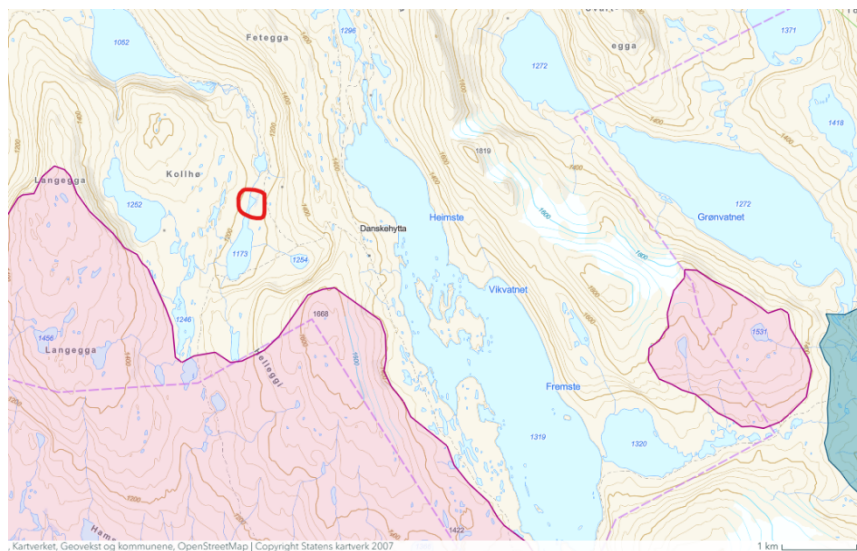 1296
1371
1052
Fetegga
egga
1272
1400
1418
Kollhø
1819
Langegga
1252
1272
Heimste
Grønvatnet
Danskehytta
1173
1254
Vikvatnet
1246
1668
1531
1456
Langegga
Telleggi
Fremste
1319
1320
1422
, Kartverket, Geovekst og kommunene, OpenStreetMap | Copyright Statens kartverk 2007
1 km